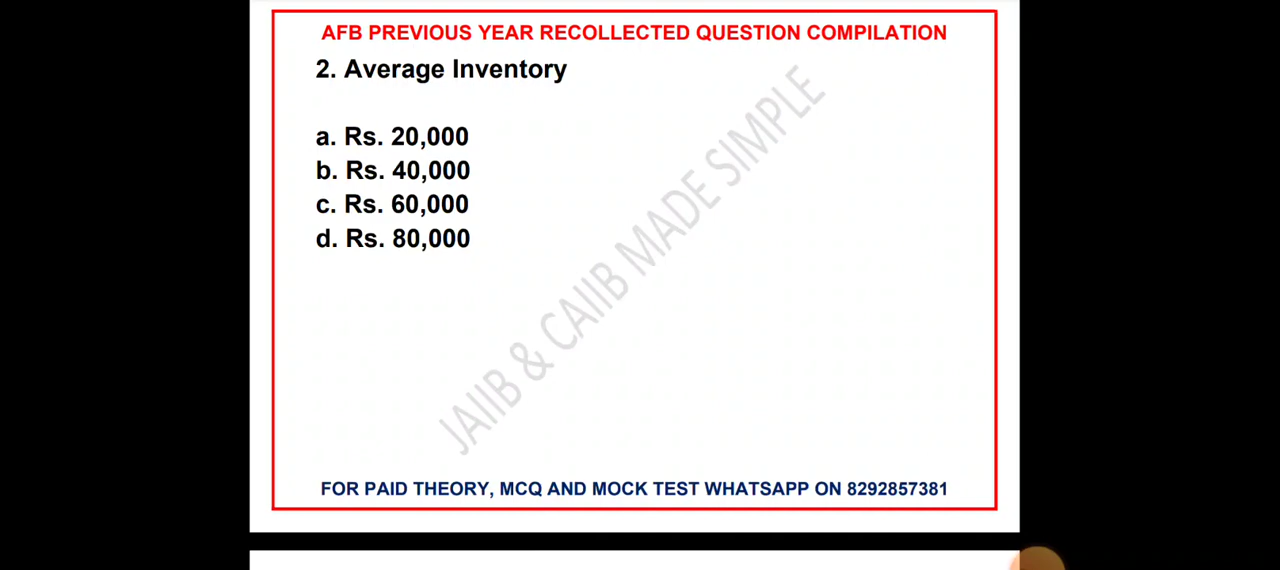 AFB PREVIOUS YEAR RECOLLECTED QUESTION COMPILATION
2. Average Inventory
a. Rs. 20,000
b. Rs. 40,000
c. Rs. 60,000
d. Rs. 80,000
JAIIB & CAIIB MADE SIMPLE
FOR PAID THEORY, MCQ AND MOCK TEST WHATSAPP ON 8292857381